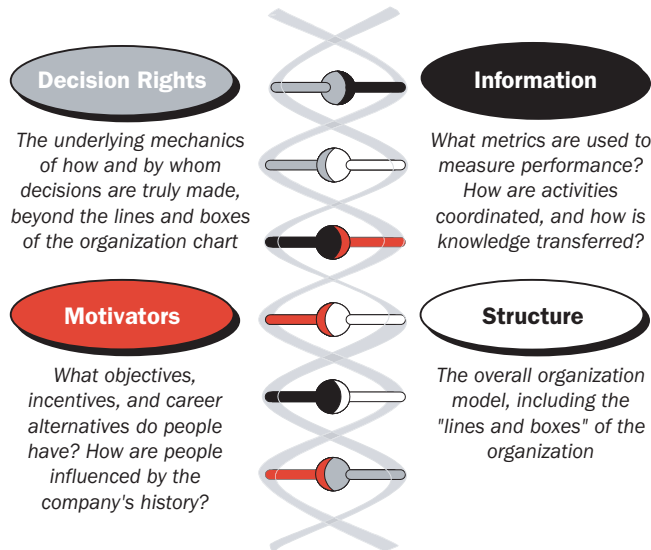 Decision Rights
The underlying mechanics
of how and by whom
decisions are truly made,
beyond the lines and boxes
of the organization chart
Information
What metrics are used to
measure performance?
How are activities
coordinated, and how is
knowledge transferred?
Motivators
What objectives,
incentives, and career
alternatives do people
have? How are people
influenced by the
company's history?
Structure
The overall organization
model, including the
"lines and boxes" of the
organization